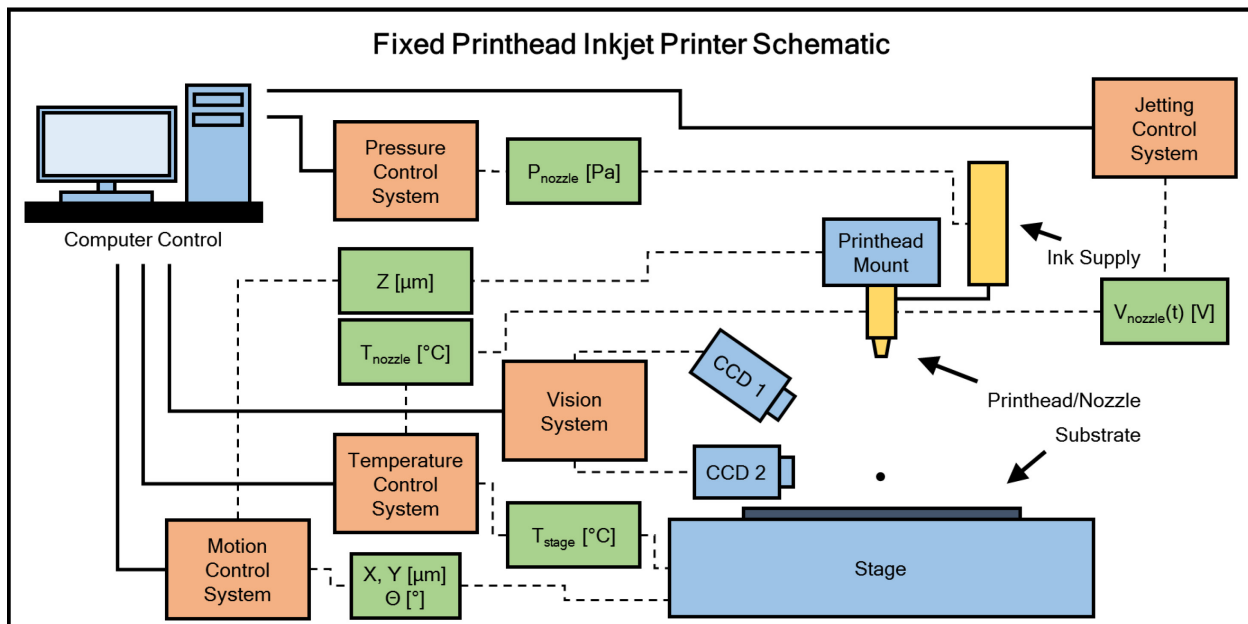 Fixed Printhead Inkjet Printer Schematic
Computer Control
Pressure
Control
System
Pnozzle [Pa]
Jetting
Control
System
Printhead
Mount
Ink Supply
Z [µm]
Tnozzle [°C]
Vnozzle(t) [V]
CCD 1
Vision
System
Printhead/Nozzle
Substrate
Temperature
Control
System
CCD 2
Tstage [°C]
Motion
Control
System
X, Y [µm]
Θ [°]
Stage